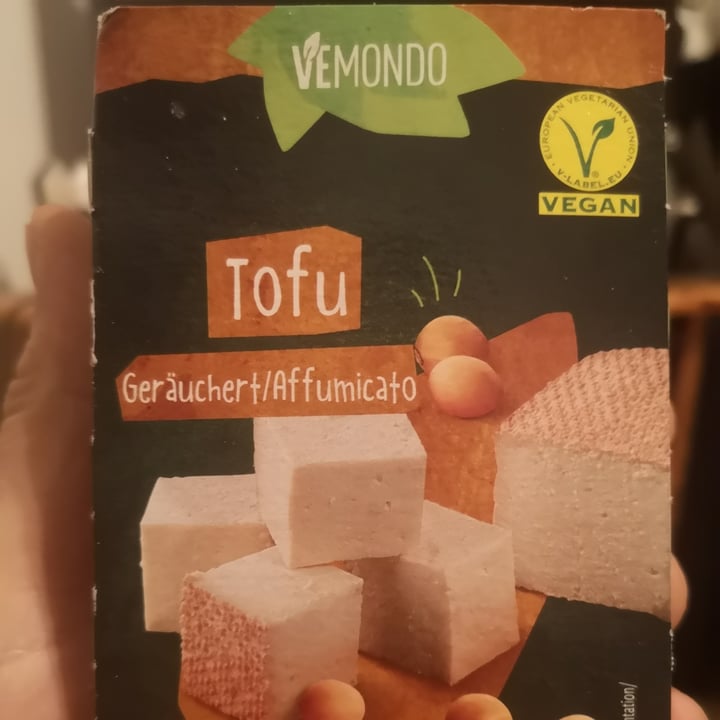 VEMONDO
EUROPEAN VEGETARIAN UNION
V-LABEL.EU
®
VEGAN
Tofu
Geräuchert/Affumicato